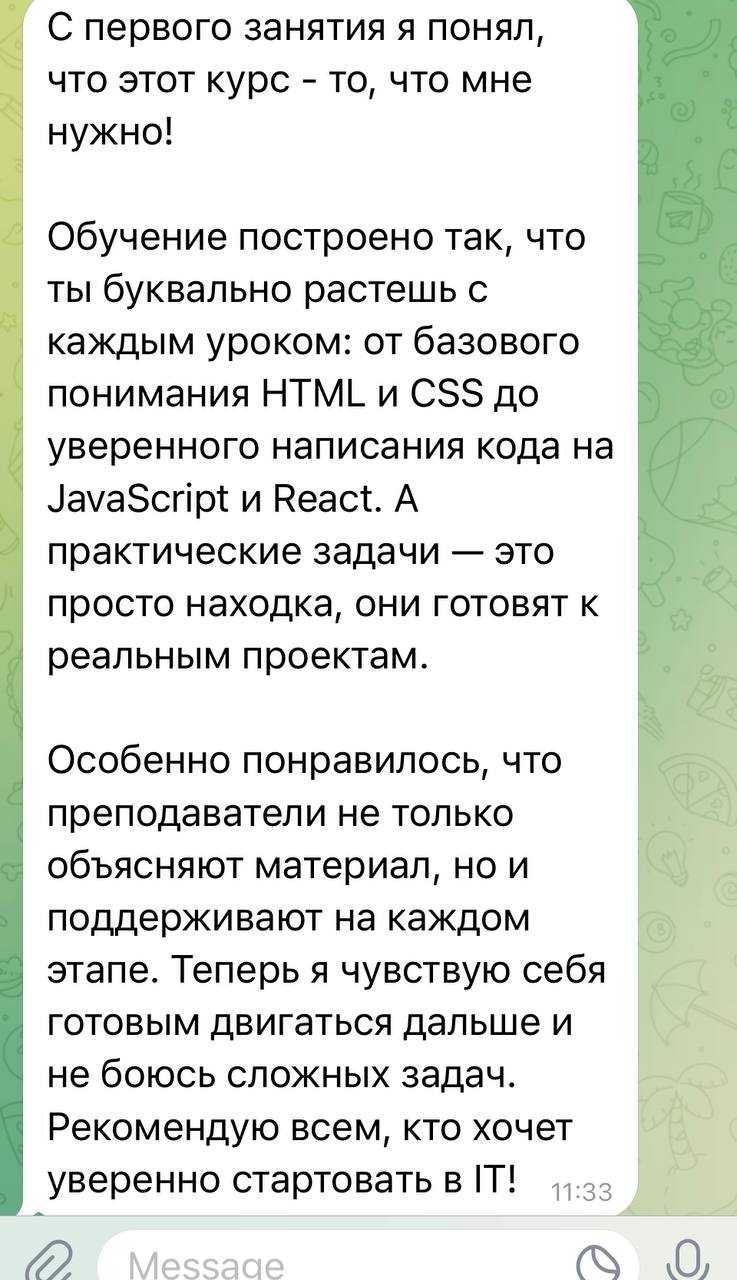 С первого занятия я понял,
что этот курс - то, что мне
нужно!
Обучение построено так, что
ты буквально растешь с
каждым уроком: от базового
понимания HTML и CSS до
уверенного написания кода на
JavaScript и React. А
практические задачи — это
просто находка, они готовят к
реальным проектам.
Особенно понравилось, что
преподаватели не только
объясняют материал, но и
поддерживают на каждом
этапе. Теперь я чувствую себя
готовым двигаться дальше и
не боюсь сложных задач.
Рекомендую всем, кто хочет
уверенно стартовать в IT!
11:33
Message